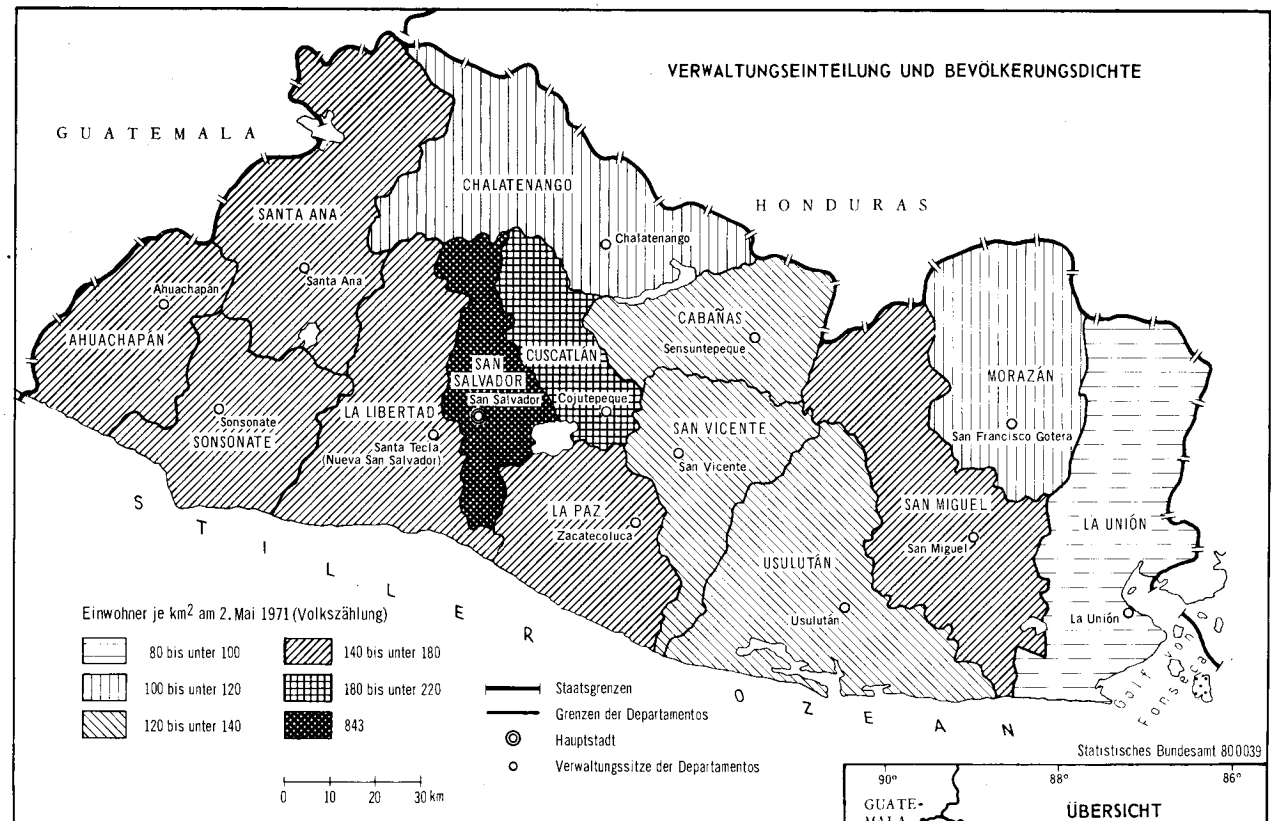 VERWALTUNGSEINTEILUNG UND BEVÖLKERUNGSDICHTE
GUATEMALA
HONDURAS
CHALATENANGO
Chalatenango
SANTA ANA
Santa Ana
Ahuachapán
AHUACHAPÁN
Sonsonate
SONSONATE
LA LIBERTAD
Santa Tecla
(Nueva San Salvador)
SAN
SALVADOR
San Salvador
CUSCATLÁN
Cojutepeque
CABAÑAS
Sensuntepeque
SAN VICENTE
San Vicente
LA PAZ
Zacatecoluca
USULUTÁN
Usulután
MORAZÁN
San Francisco Gotera
SAN MIGUEL
San Miguel
LA UNIÓN
La Unión
Golf von
Fonseca
STILLER OZEAN
Einwohner je km² am 2. Mai 1971 (Volkszählung)
80 bis unter 100
100 bis unter 120
120 bis unter 140
140 bis unter 180
180 bis unter 220
843
0 10 20 30 km
Staatsgrenzen
Grenzen der Departamentos
Hauptstadt
Verwaltungssitze der Departamentos
Statistisches Bundesamt 800039
90° 88° 86°
GUATE-
MALA
ÜBERSICHT